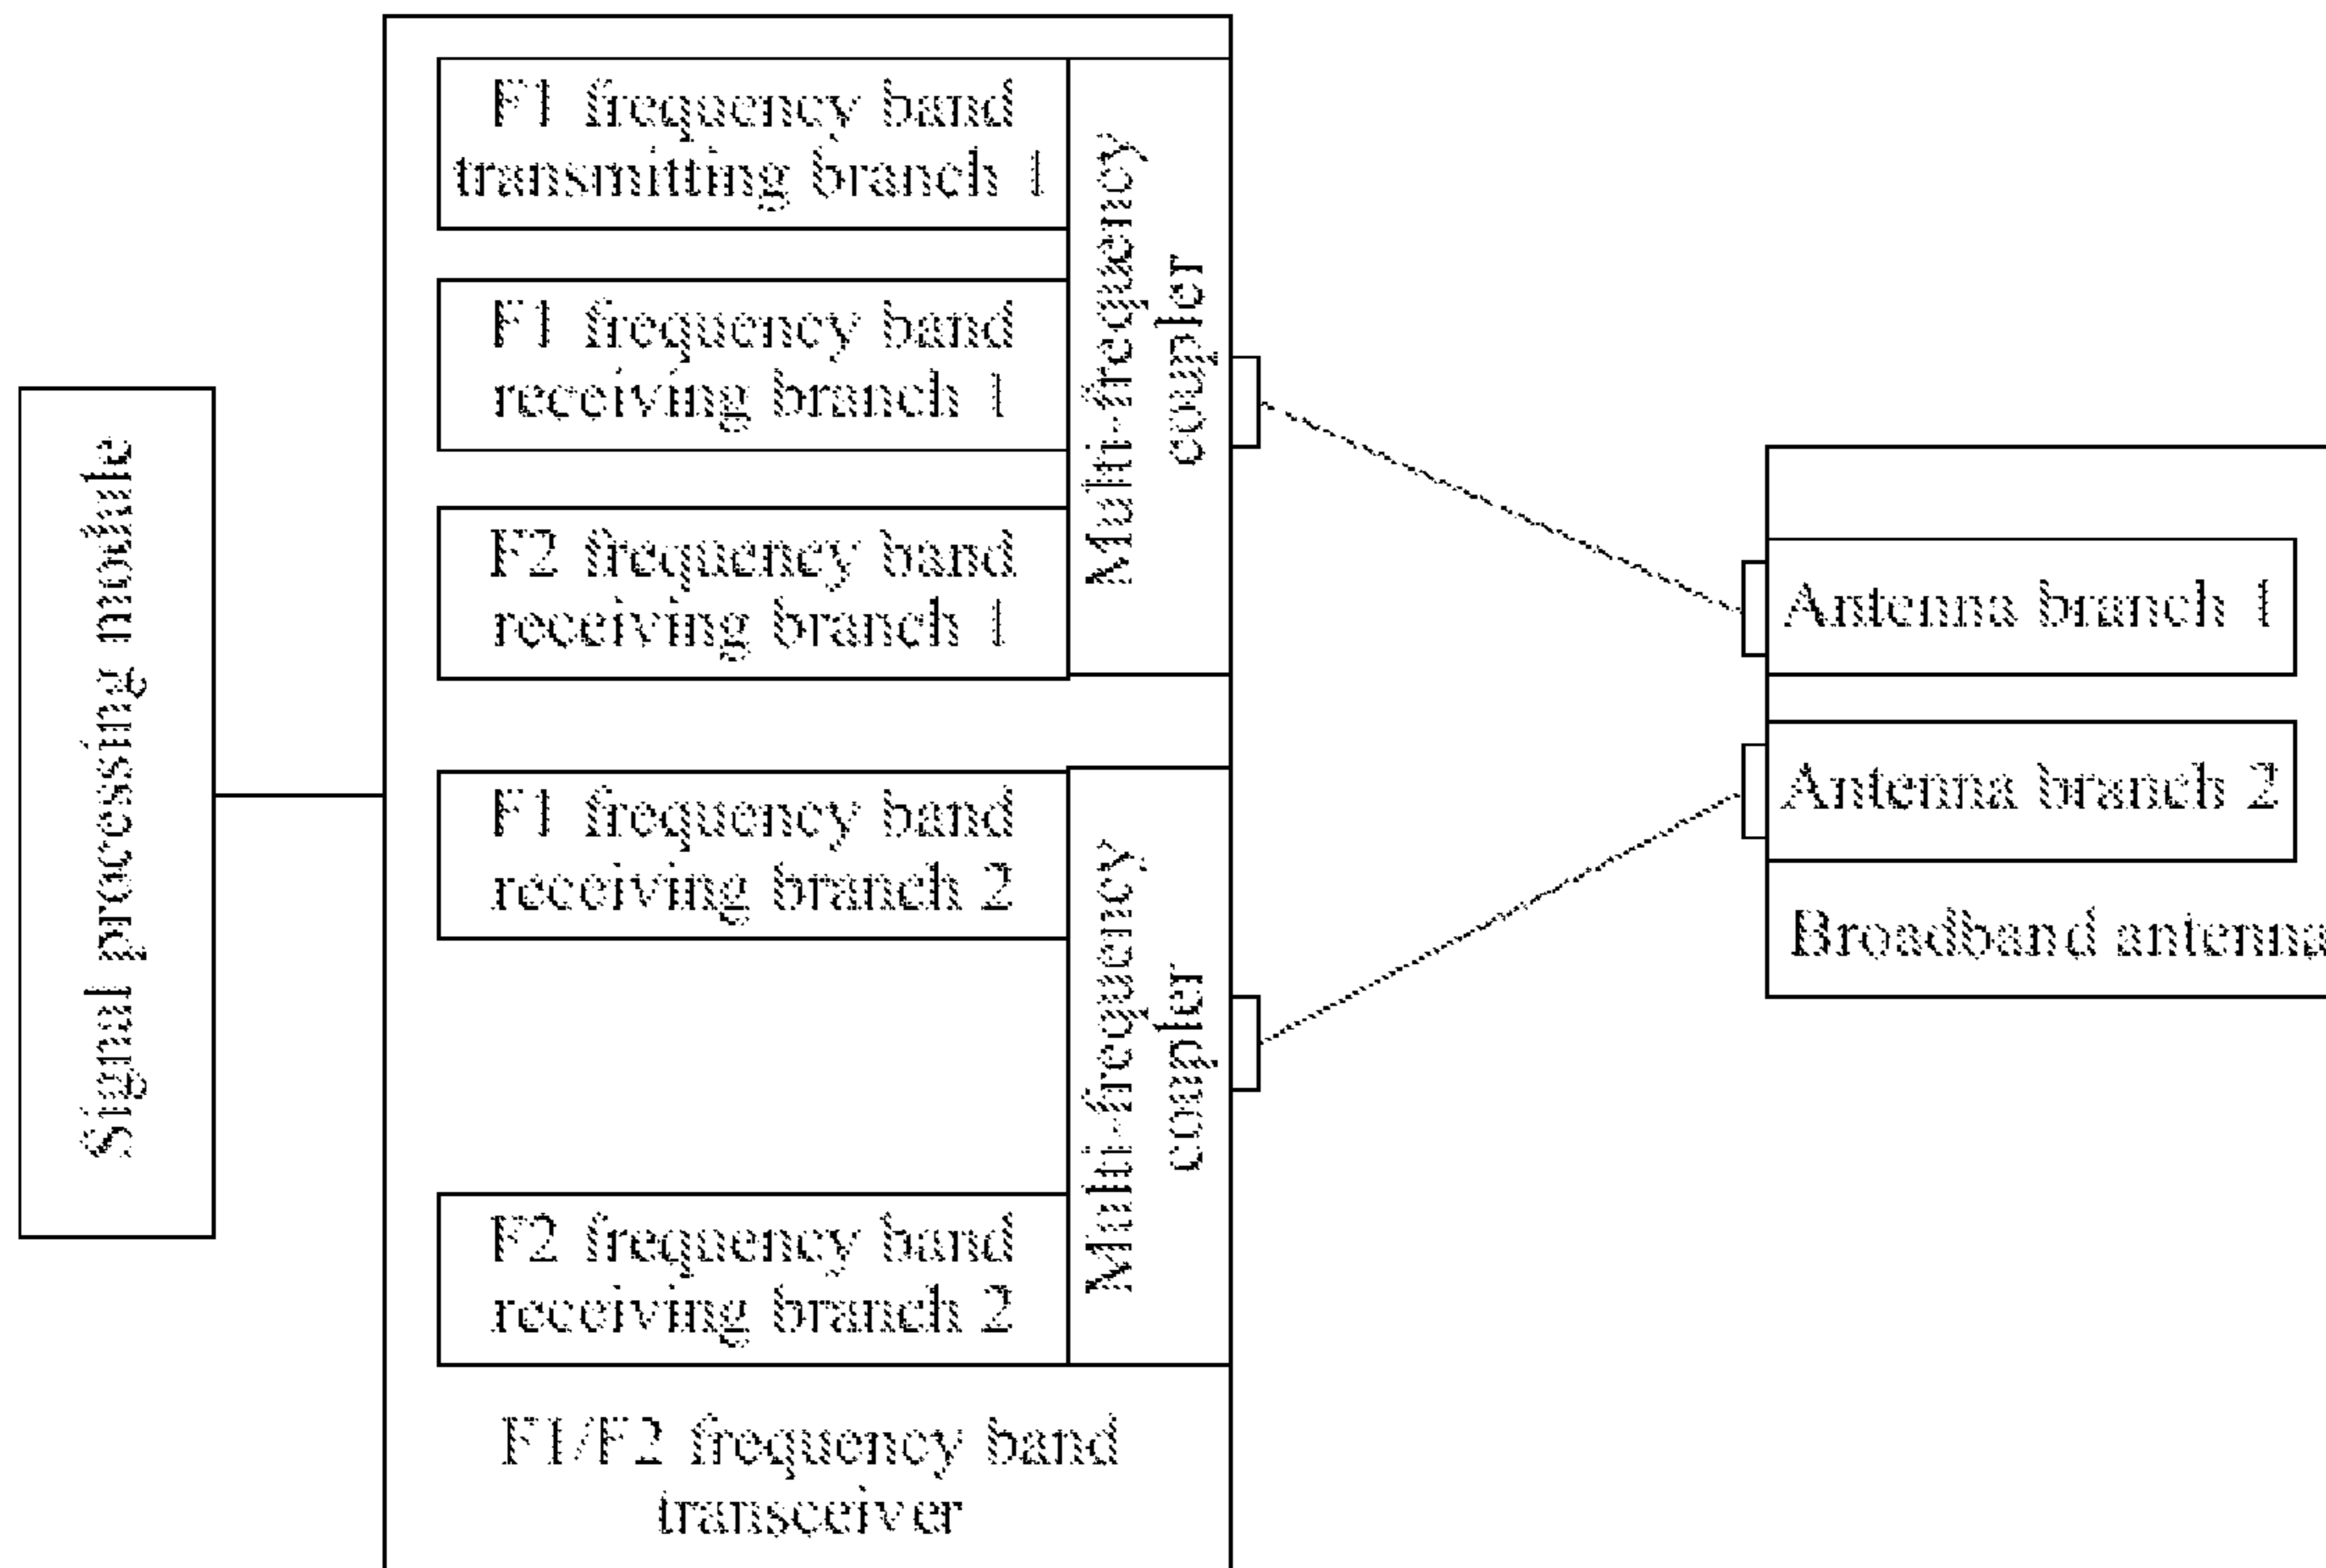 Signal processing module
F1 frequency band
transmitting branch 1
F1 frequency band
receiving branch 1
F2 frequency band
receiving branch 1
Multi-frequency
coupler
F1 frequency band
receiving branch 2
F2 frequency band
receiving branch 2
Multi-frequency
coupler
F1/F2 frequency band
transceiver
Antenna branch 1
Antenna branch 2
Broadband antenna